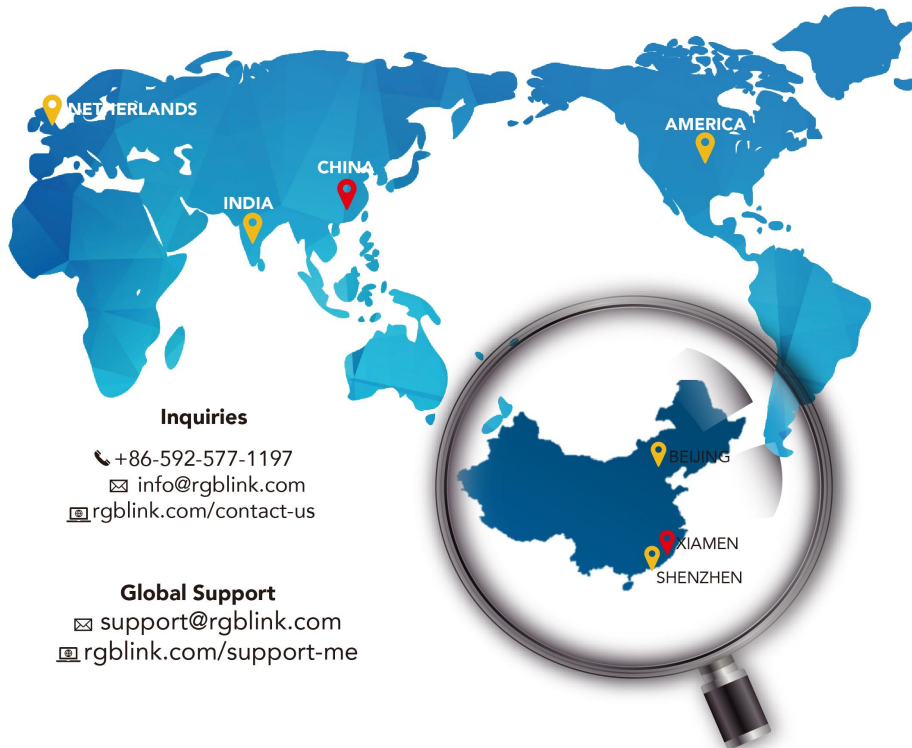 NETHERLANDS
AMERICA
CHINA
INDIA
Inquiries
+86-592-577-1197
info@rgblink.com
rgblink.com/contact-us
BEIJING
XIAMEN
SHENZHEN
Global Support
support@rgblink.com
rgblink.com/support-me